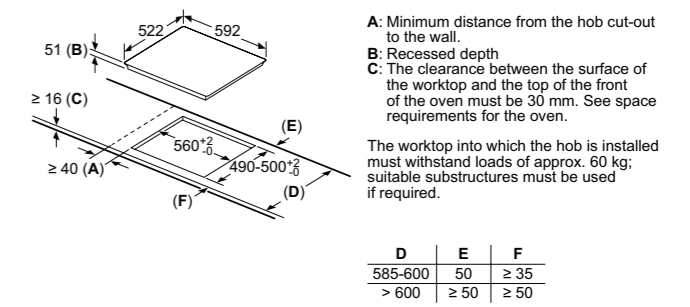 522
592
51 (B)
≥ 16 (C)
(E)
560+2-0
490-500+2-0
≥ 40 (A)
(D)
(F)
A: Minimum distance from the hob cut-out
to the wall.
B: Recessed depth
C: The clearance between the surface of
the worktop and the top of the front
of the oven must be 30 mm. See space
requirements for the oven.
The worktop into which the hob is installed
must withstand loads of approx. 60 kg;
suitable substructures must be used
if required.
D E F
585-600 50 ≥ 35
> 600 ≥ 50 ≥ 50